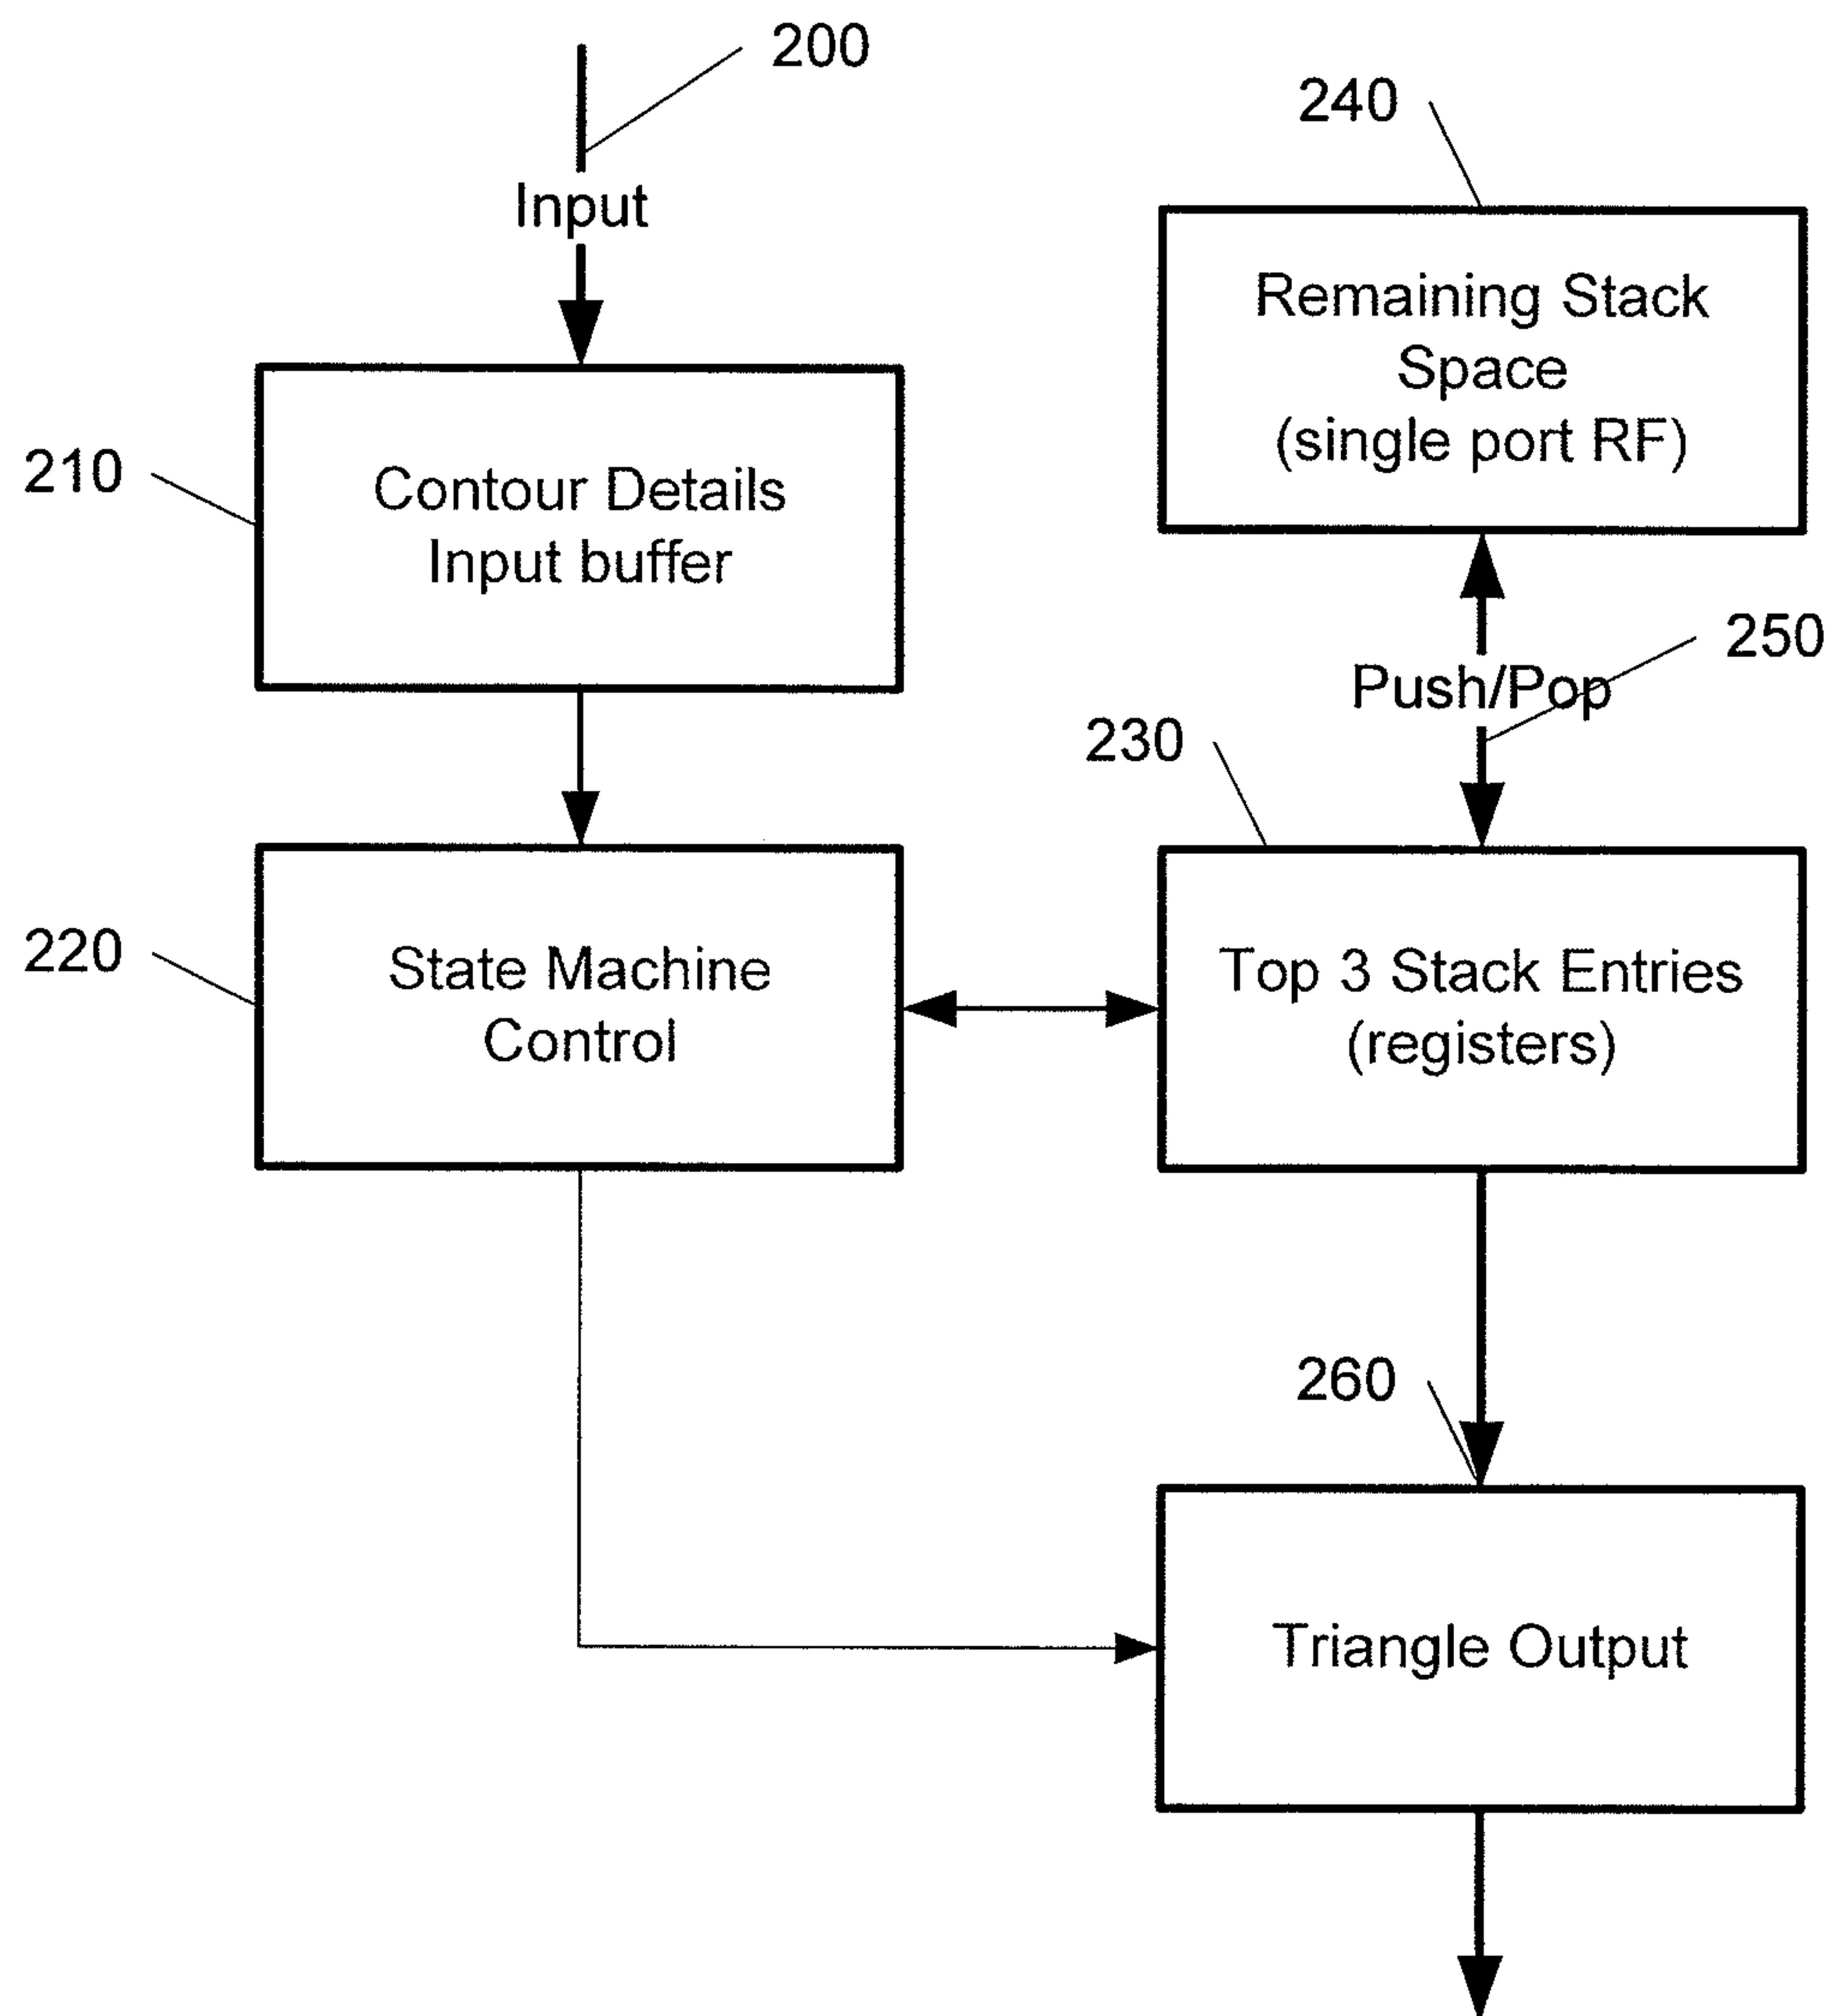 200
Input
240
Remaining Stack
Space
(single port RF)
210
Contour Details
Input buffer
250
Push/Pop
230
220
State Machine
Control
Top 3 Stack Entries
(registers)
260
Triangle Output